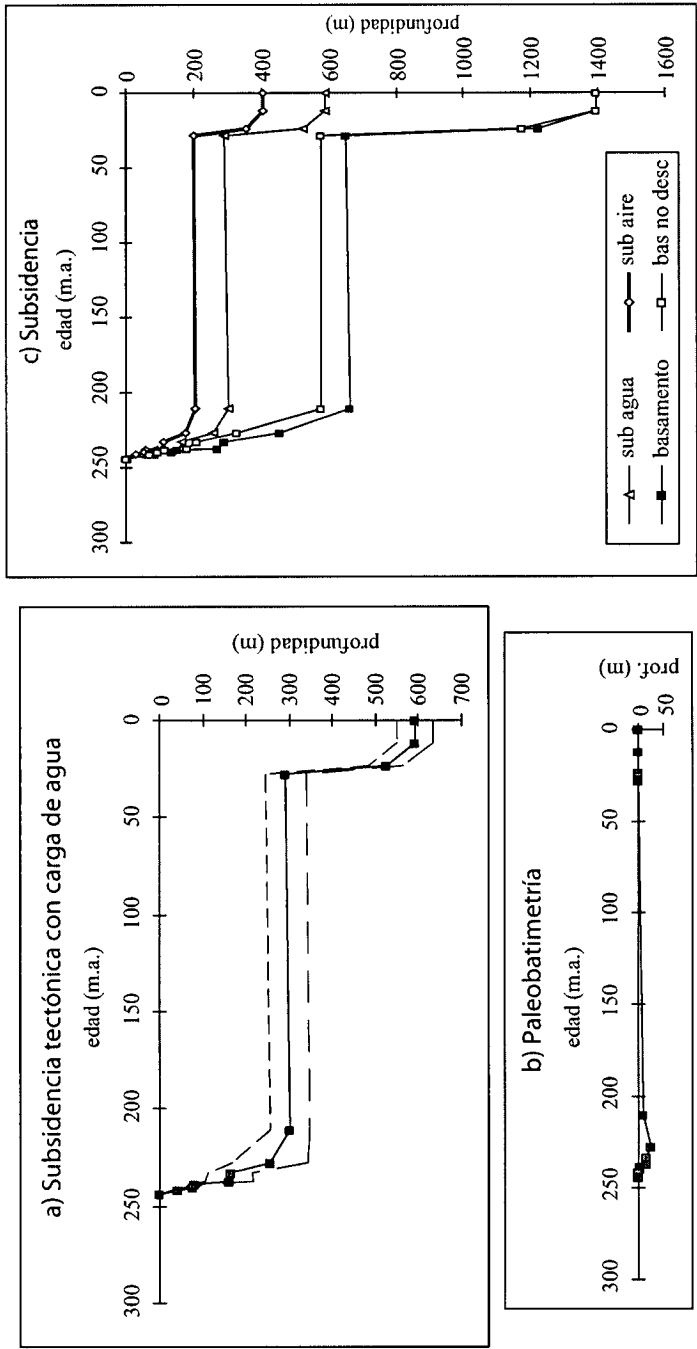 a) Subsidencia tectónica con carga de agua
edad (m.a.)
300 250 200 150 100 50 0
0
100
200
300
400
500
600
700
profundidad (m)
b) Paleobatimetría
edad (m.a.)
300 250 200 150 100 50
0
50
prof. (m)
c) Subsidencia
edad (m.a.)
300 250 200 150 100 50 0
0
200
400
600
800
1000
1200
1400
1600
profundidad (m)
sub agua sub aire
basamento bas no desc